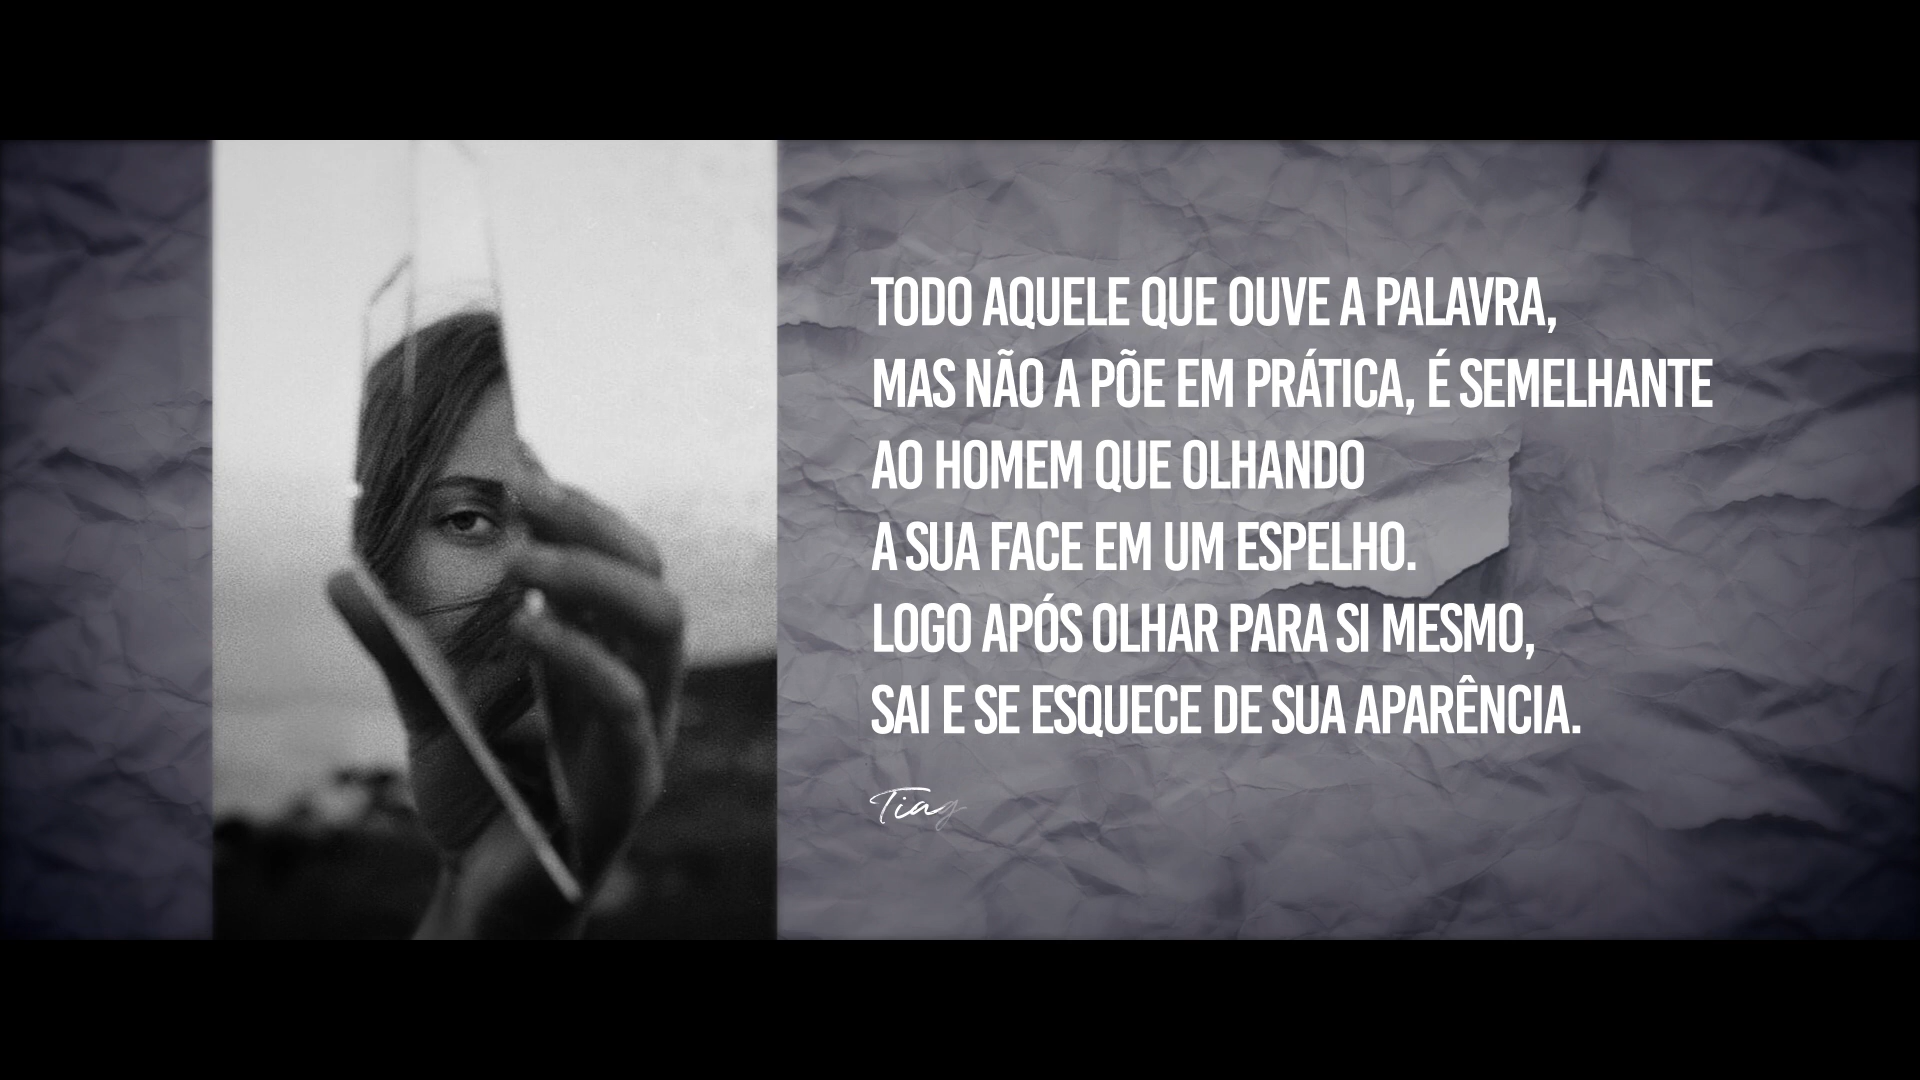 TODO AQUELE QUE OUVE A PALAVRA,
MAS NÃO A PÕE EM PRÁTICA, É SEMELHANTE
AO HOMEM QUE OLHANDO
A SUA FACE EM UM ESPELHO.
LOGO APÓS OLHAR PARA SI MESMO,
SAI E SE ESQUECE DE SUA APARÊNCIA.
Tiag